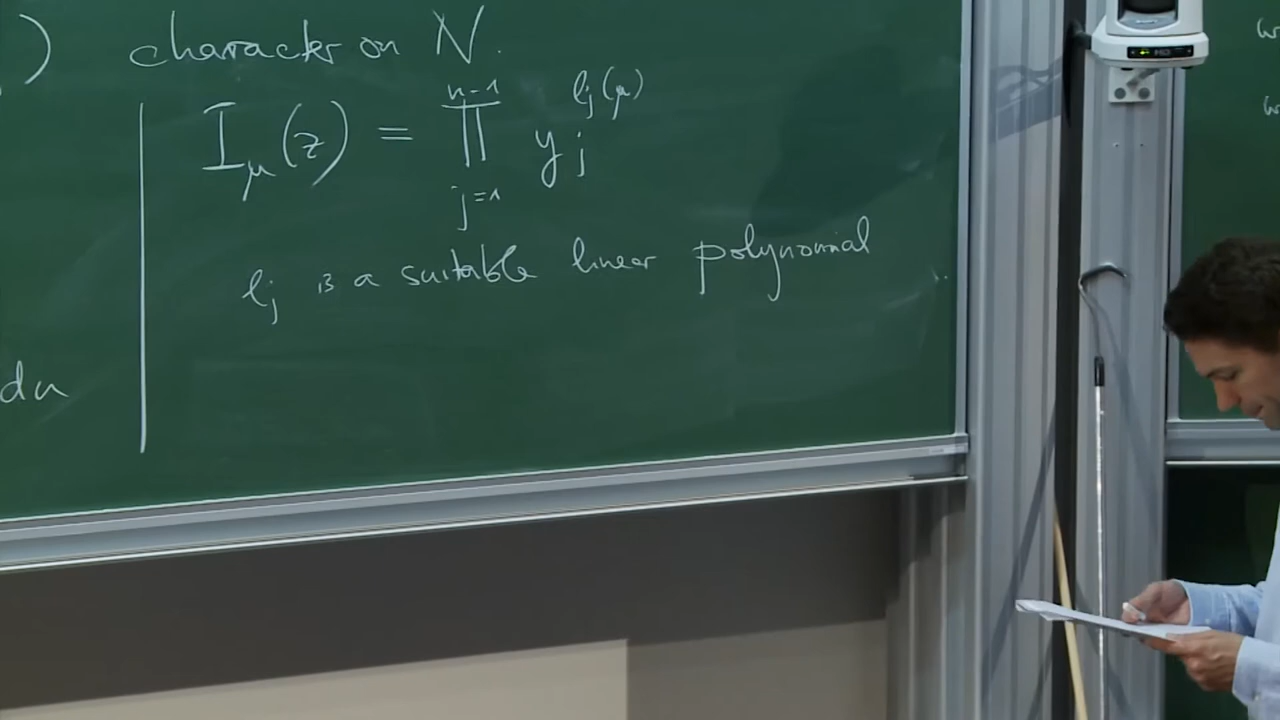 ) character on N.
I_μ(z) = ∏_{j=1}^{n-1} y_j^{l_j(μ)}
l_j is a suitable linear polynomial.
du